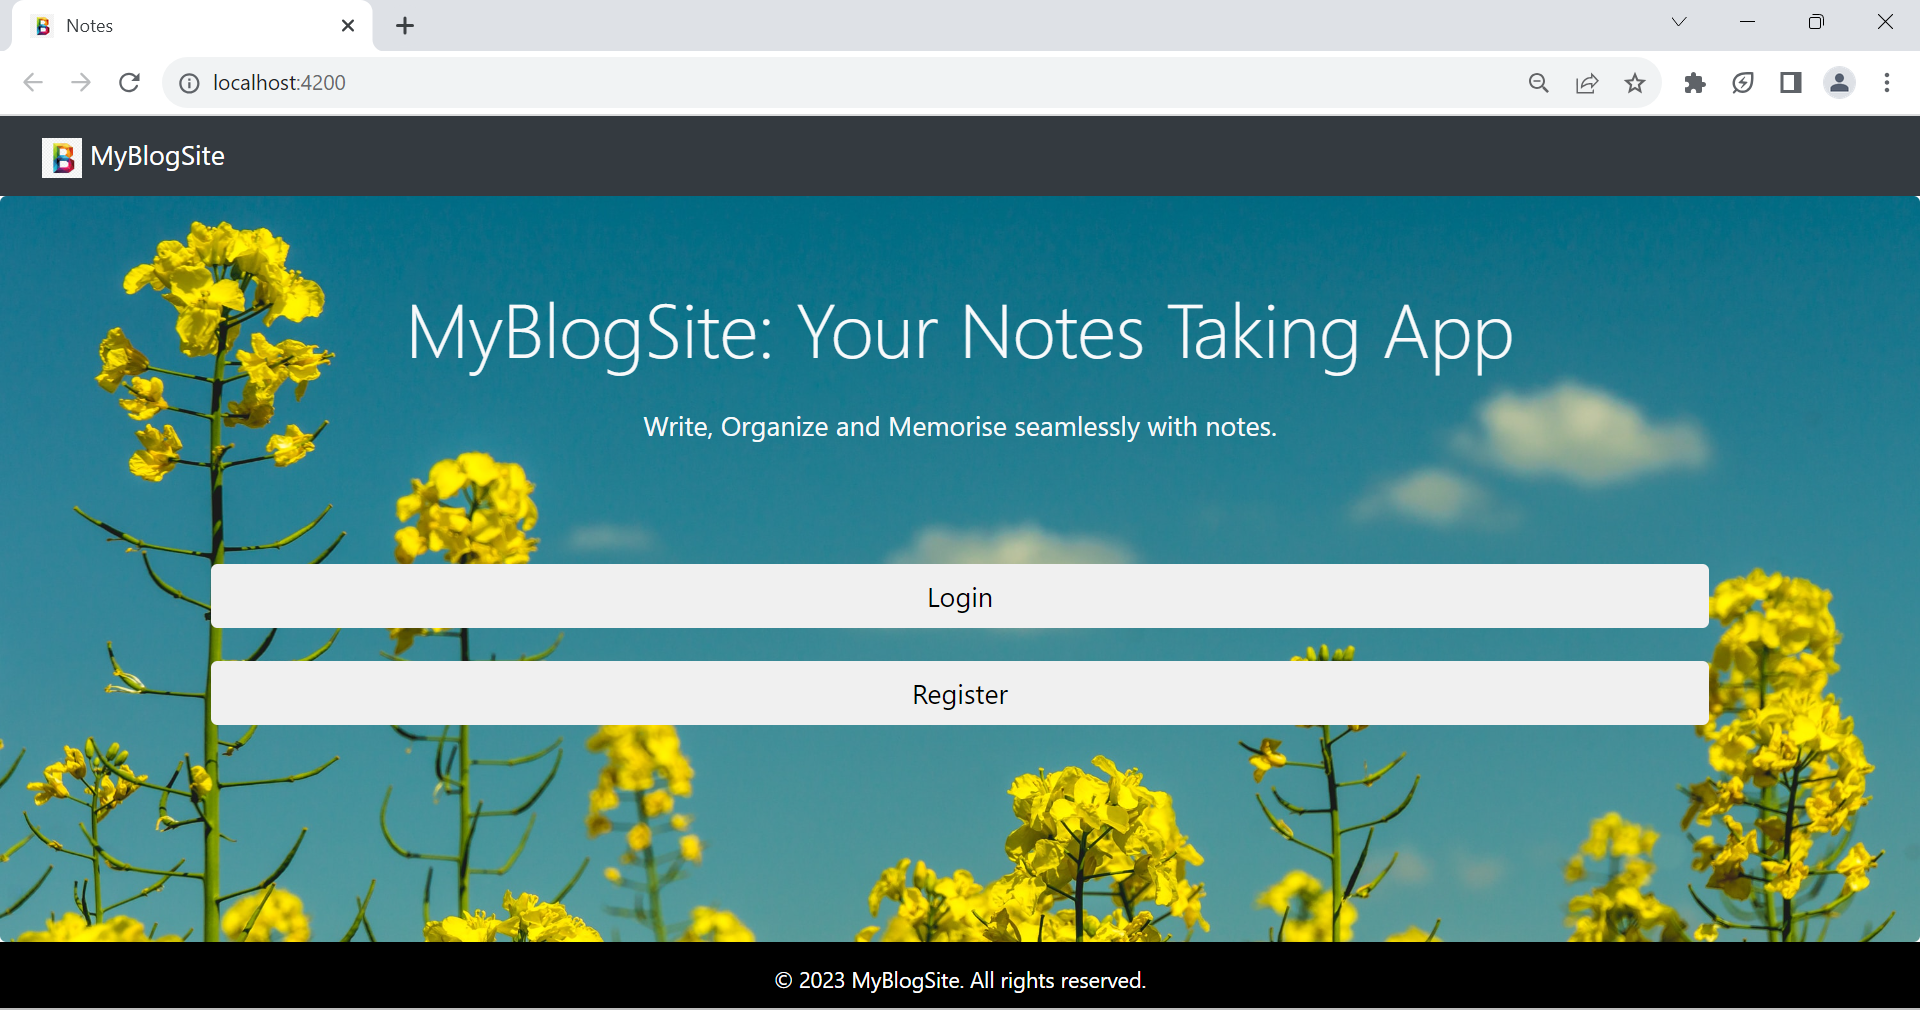 Notes
localhost:4200
B MyBlogSite
MyBlogSite: Your Notes Taking App
Write, Organize and Memorise seamlessly with notes.
Login
Register
© 2023 MyBlogSite. All rights reserved.